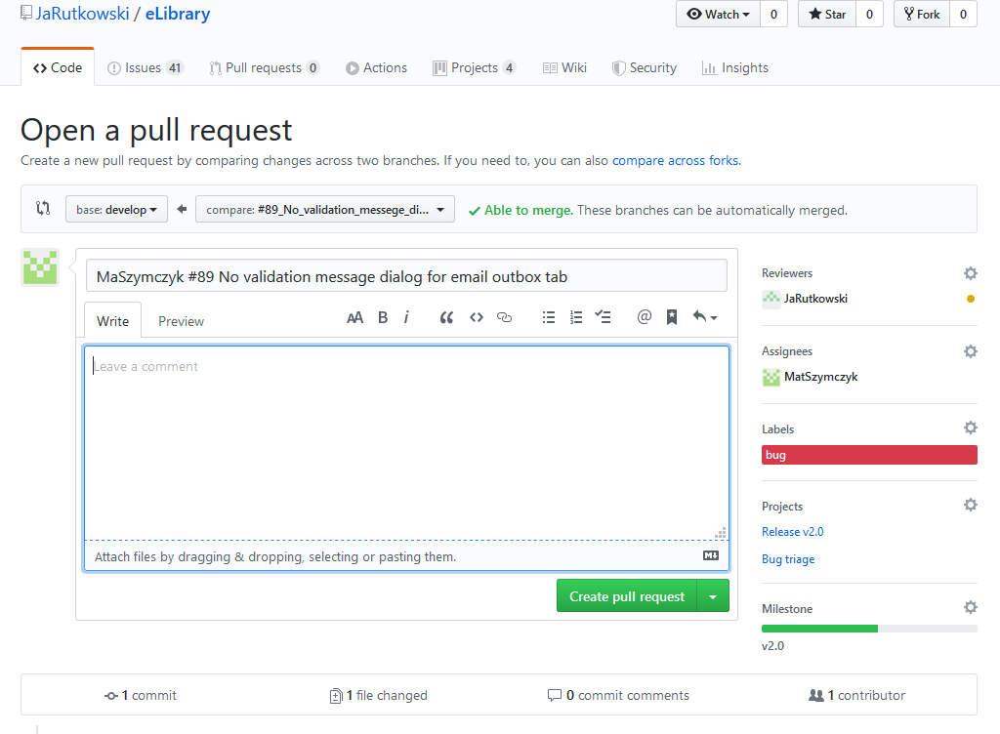 JaRutkowski / eLibrary
Watch 0 Star 0 Fork 0
Code Issues 41 Pull requests 0 Actions Projects 4 Wiki Security Insights
Open a pull request
Create a new pull request by comparing changes across two branches. If you need to, you can also compare across forks.
base: develop compare: #89_No_validation_messege_di... Able to merge. These branches can be automatically merged.
MaSzymczyk #89 No validation message dialog for email outbox tab
Write Preview AA B i @
Leave a comment
Attach files by dragging & dropping, selecting or pasting them.
Create pull request
Reviewers
JaRutkowski
Assignees
MatSzymczyk
Labels
bug
Projects
Release v2.0
Bug triage
Milestone
v2.0
1 commit 1 file changed 0 commit comments 1 contributor